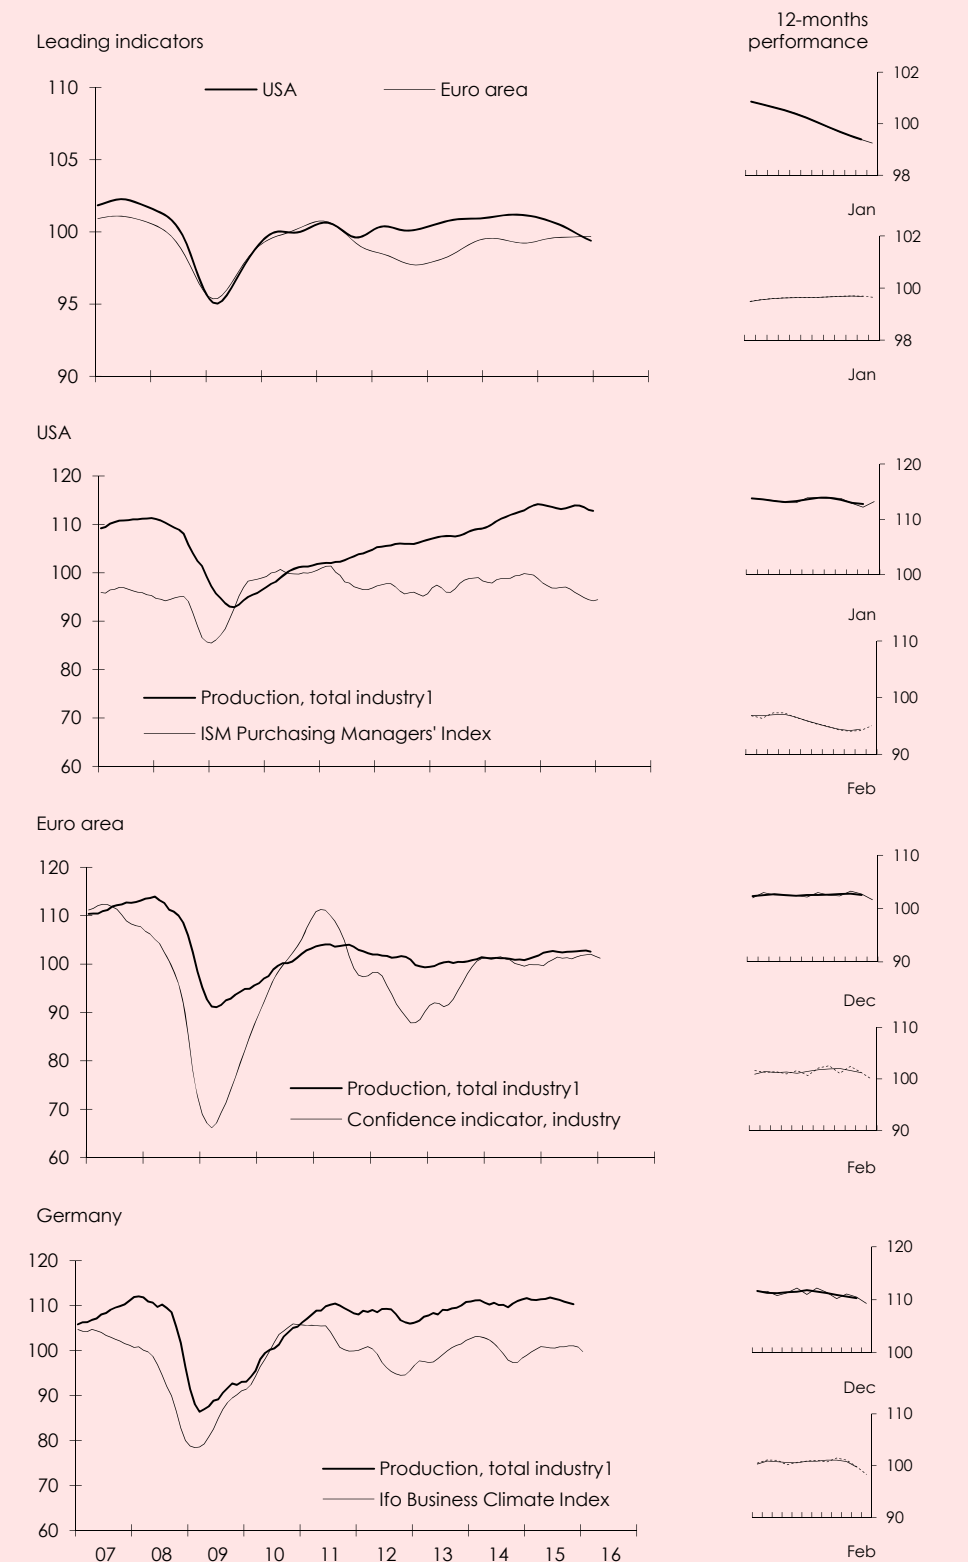 12-months
performance
Leading indicators
110
105
100
95
90
USA
Euro area
102
100
98
Jan
102
100
98
Jan
USA
120
110
100
90
80
70
60
Production, total industry1
ISM Purchasing Managers' Index
120
110
100
Jan
110
100
90
Feb
Euro area
120
110
100
90
80
70
60
Production, total industry1
Confidence indicator, industry
110
100
90
Dec
110
100
90
Feb
Germany
120
110
100
90
80
70
60
Production, total industry1
Ifo Business Climate Index
07 08 09 10 11 12 13 14 15 16
120
110
100
Dec
110
100
90
Feb